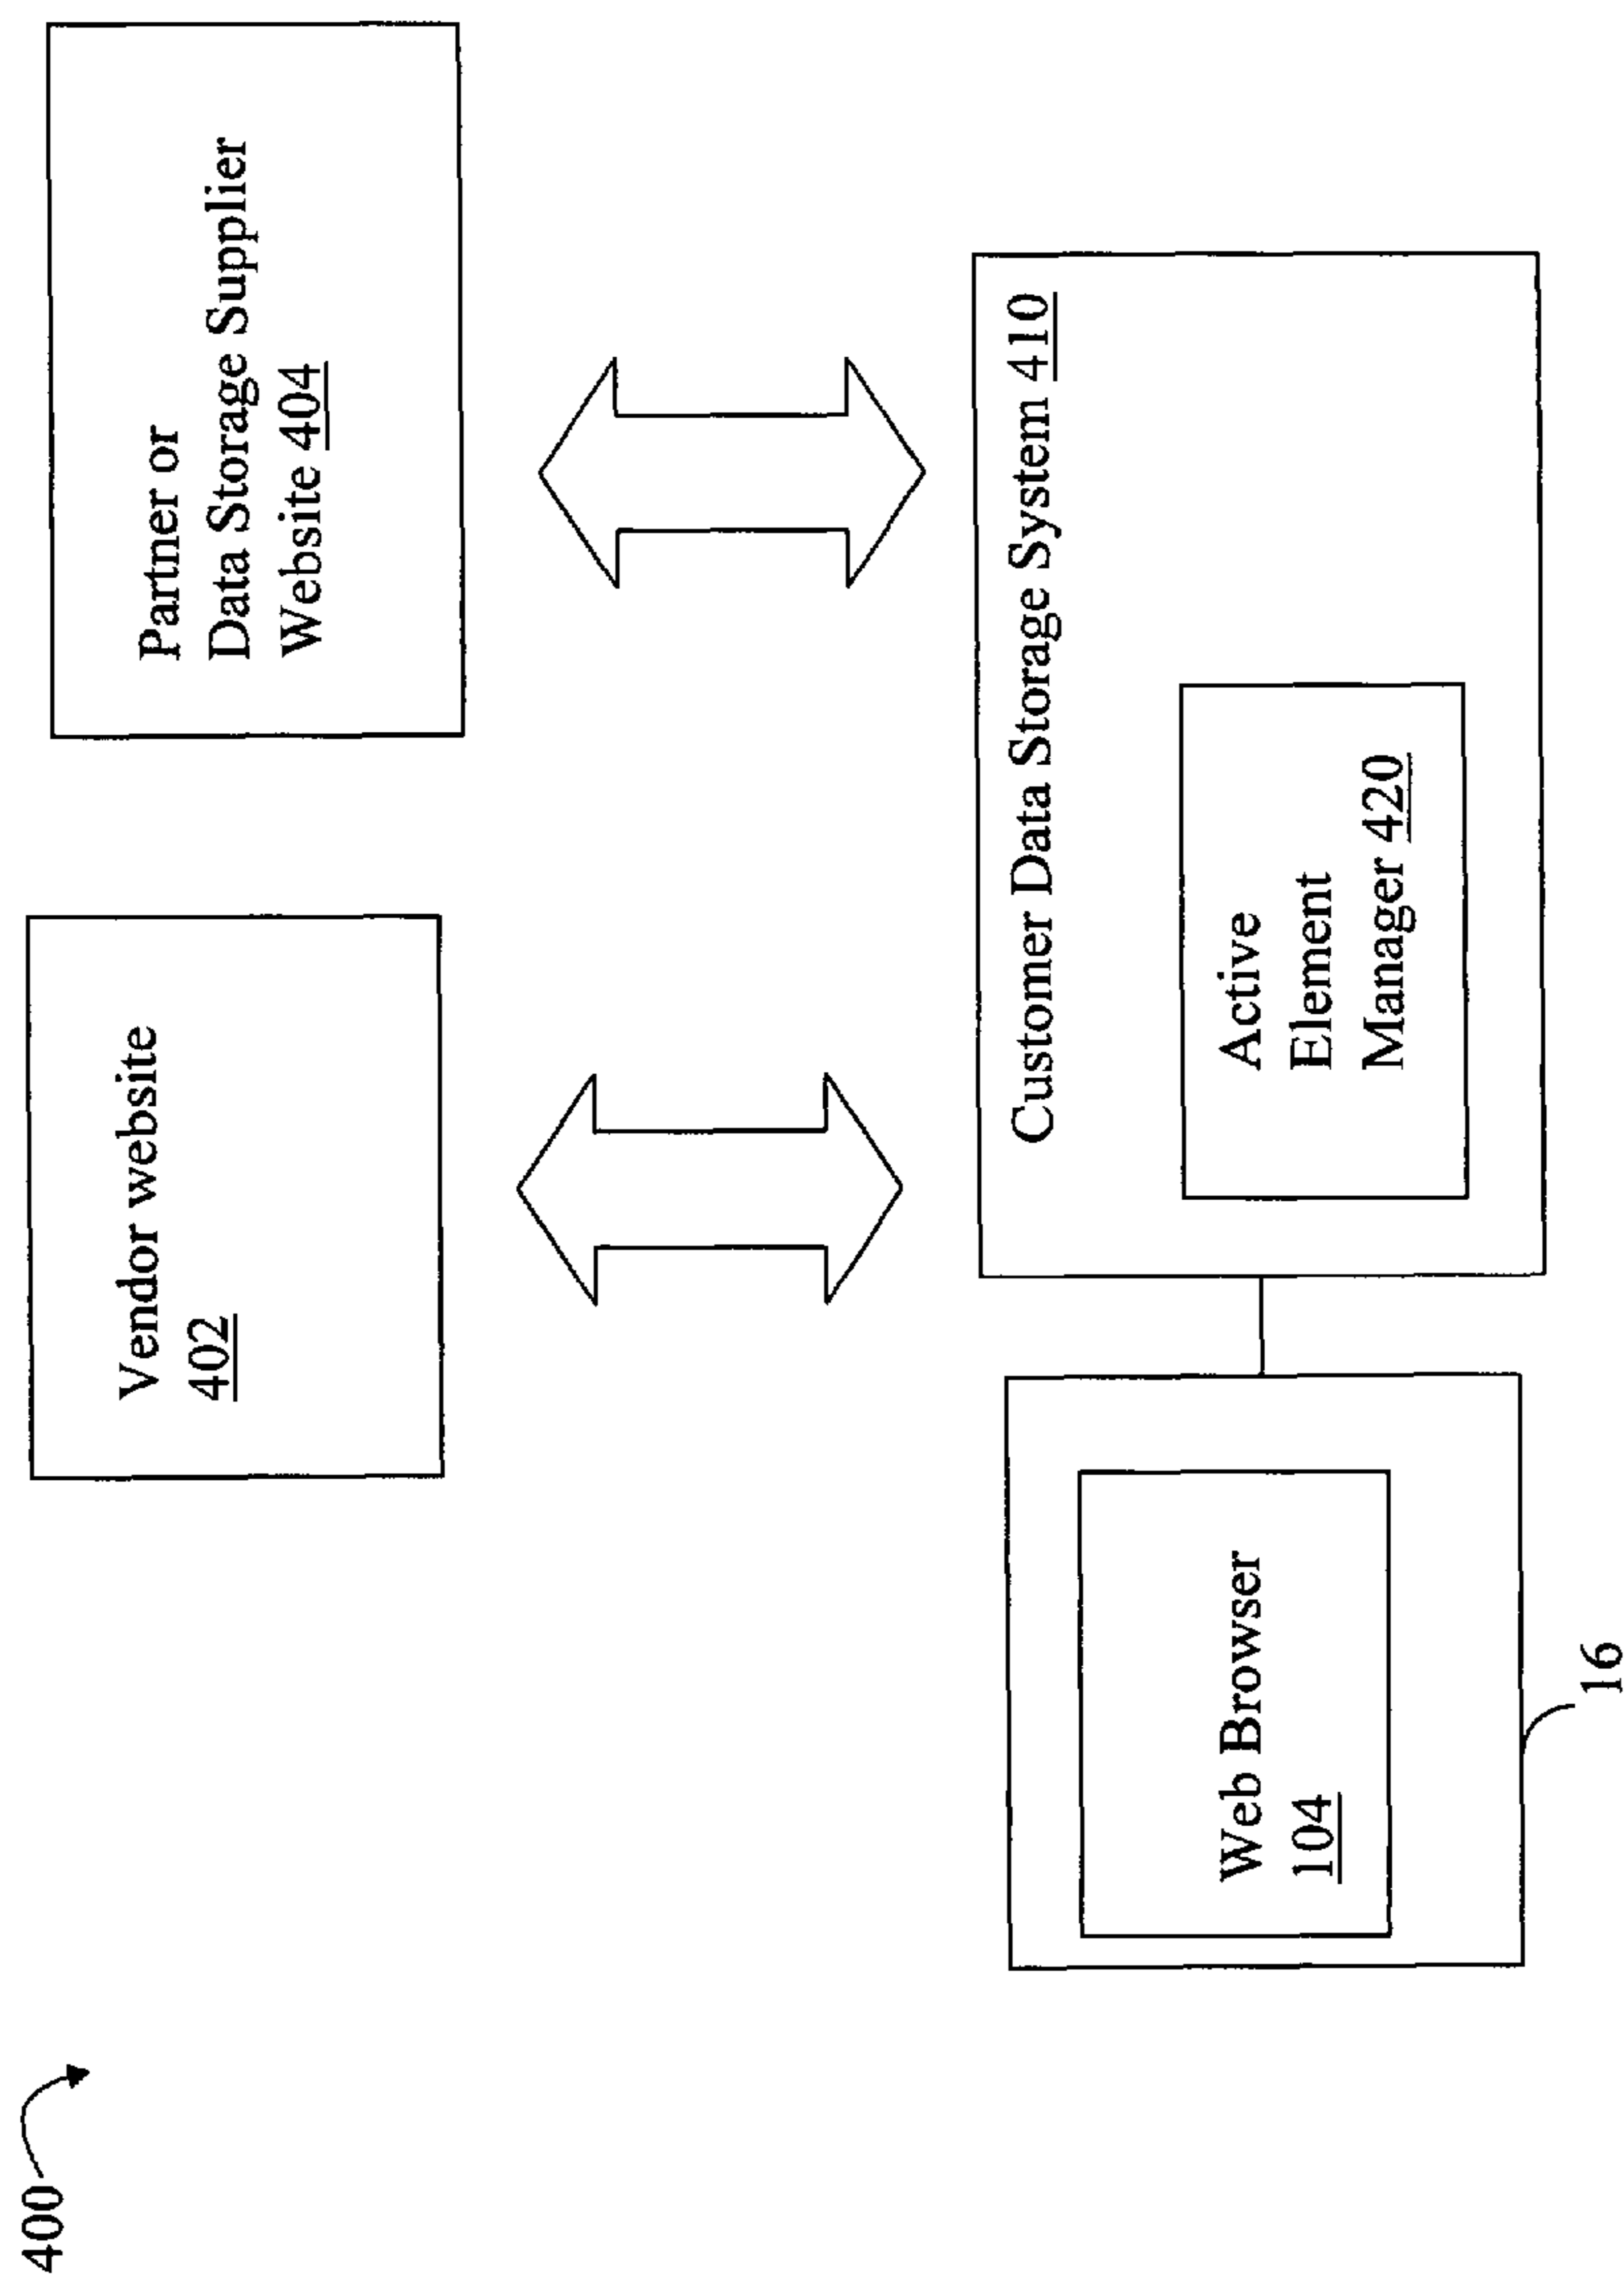 400
Vendor website
402
Partner or
Data Storage Supplier
Website 404
Customer Data Storage System 410
Active
Element
Manager 420
Web Browser
104
16